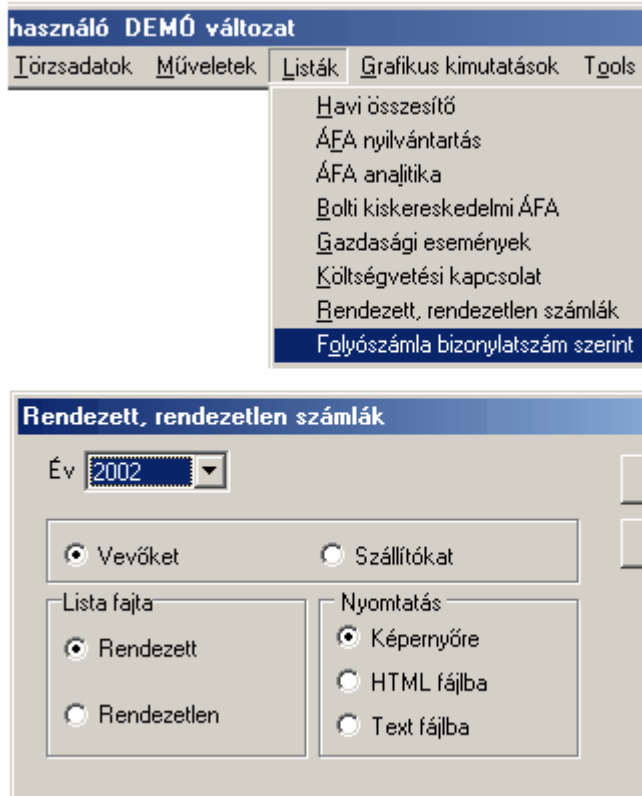 használó DEMÓ változat
Törzsadatok Műveletek Listák Grafikus kimutatások Tools
Havi összesítő
ÁFA nyilvántartás
ÁFA analitika
Bolti kiskereskedelmi ÁFA
Gazdasági események
Költségvetési kapcsolat
Rendezett, rendezetlen számlák
Folyószámla bizonylatszám szerint
Rendezett, rendezetlen számlák
Év 2002
Vevőket Szállítókat
Lista fajta Nyomtatás
Rendezett Képernyőre
HTML fájlba
Rendezetlen Text fájlba